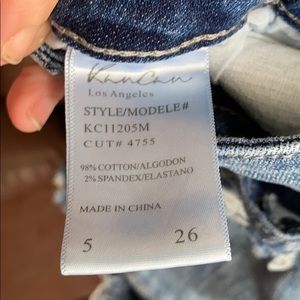 KanCan
Los Angeles
STYLE/MODELE#
KC11205M
CUT# 4755
98% COTTON/ALGODON
2% SPANDEX/ELASTANO
MADE IN CHINA
5 26